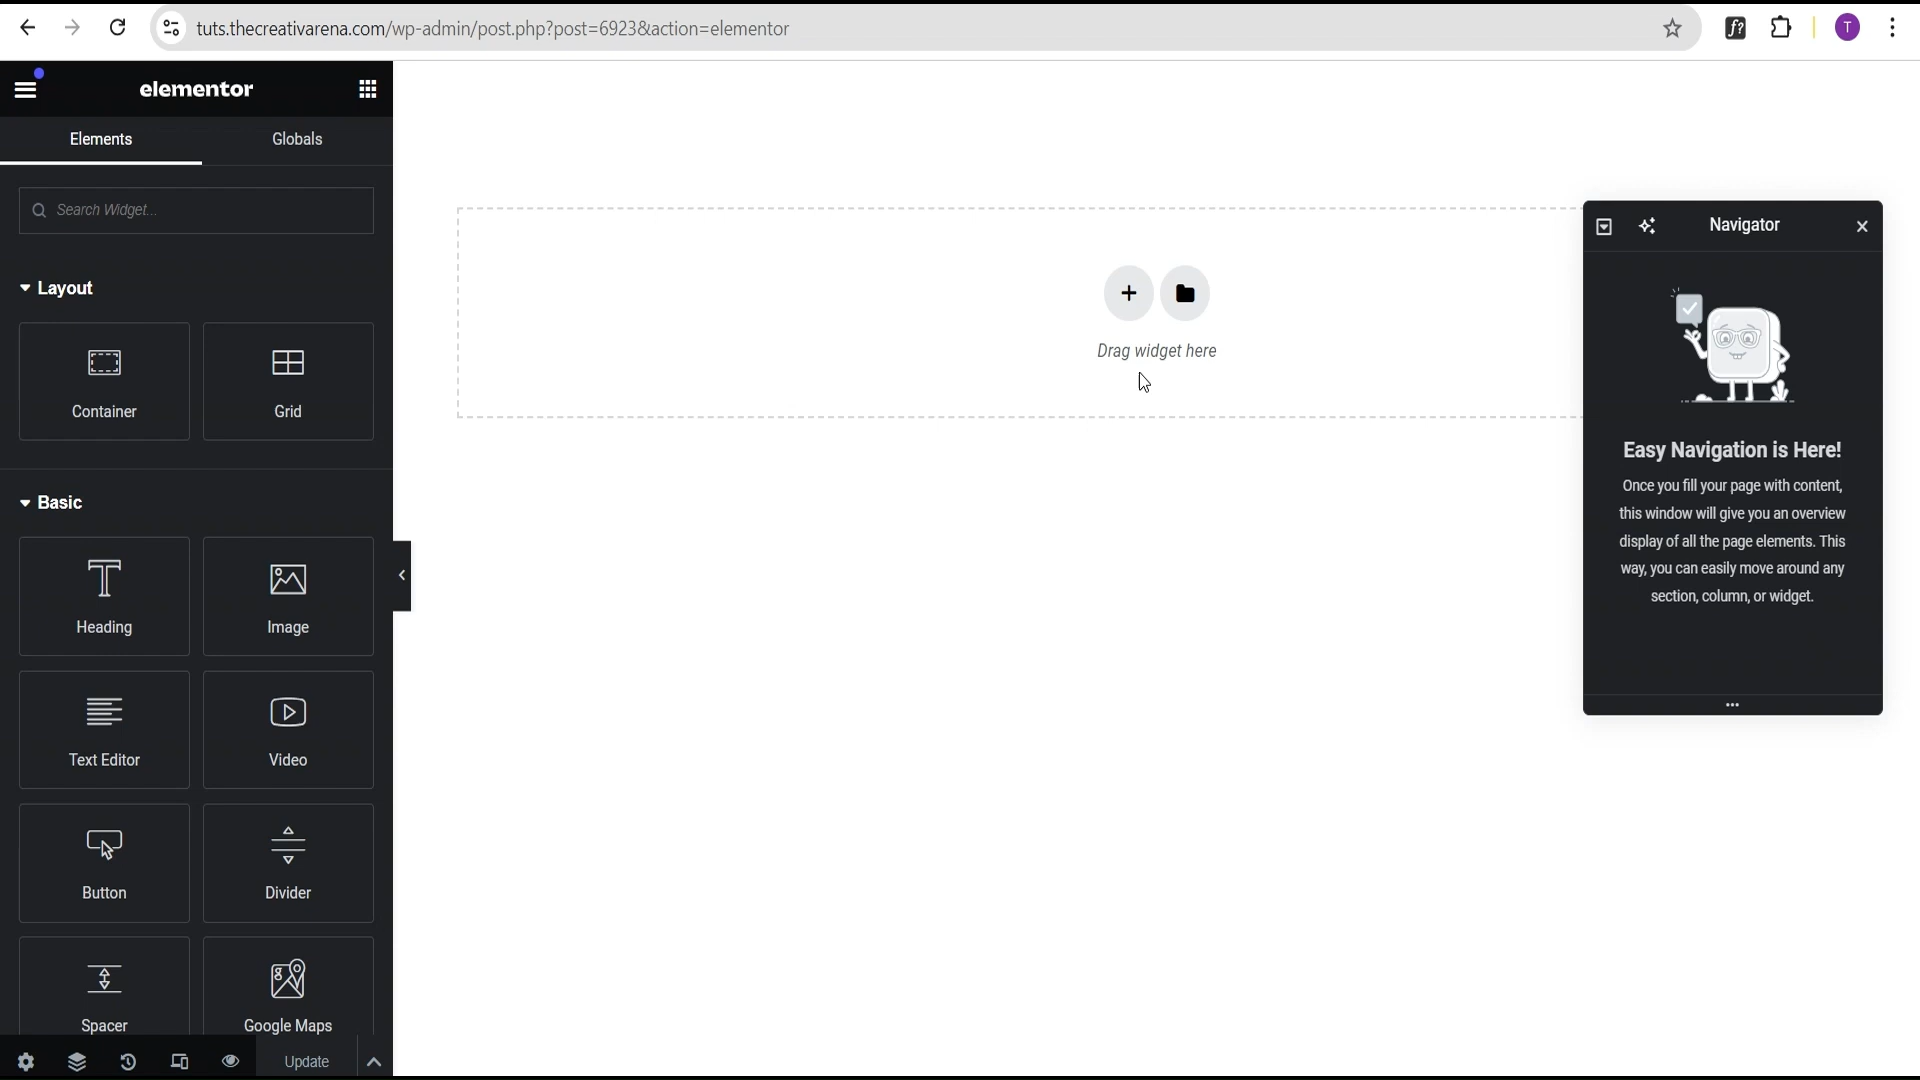 tuts.thecreativarena.com/wp-admin/post.php?post=6923&action=elementor
T
elementor
Elements
Globals
Search Widget...
Layout
Container
Grid
Basic
Heading
Image
Text Editor
Video
Button
Divider
Spacer
Google Maps
Update
Drag widget here
Navigator
Easy Navigation is Here!
Once you fill your page with content,
this window will give you an overview
display of all the page elements. This
way, you can easily move around any
section, column, or widget.